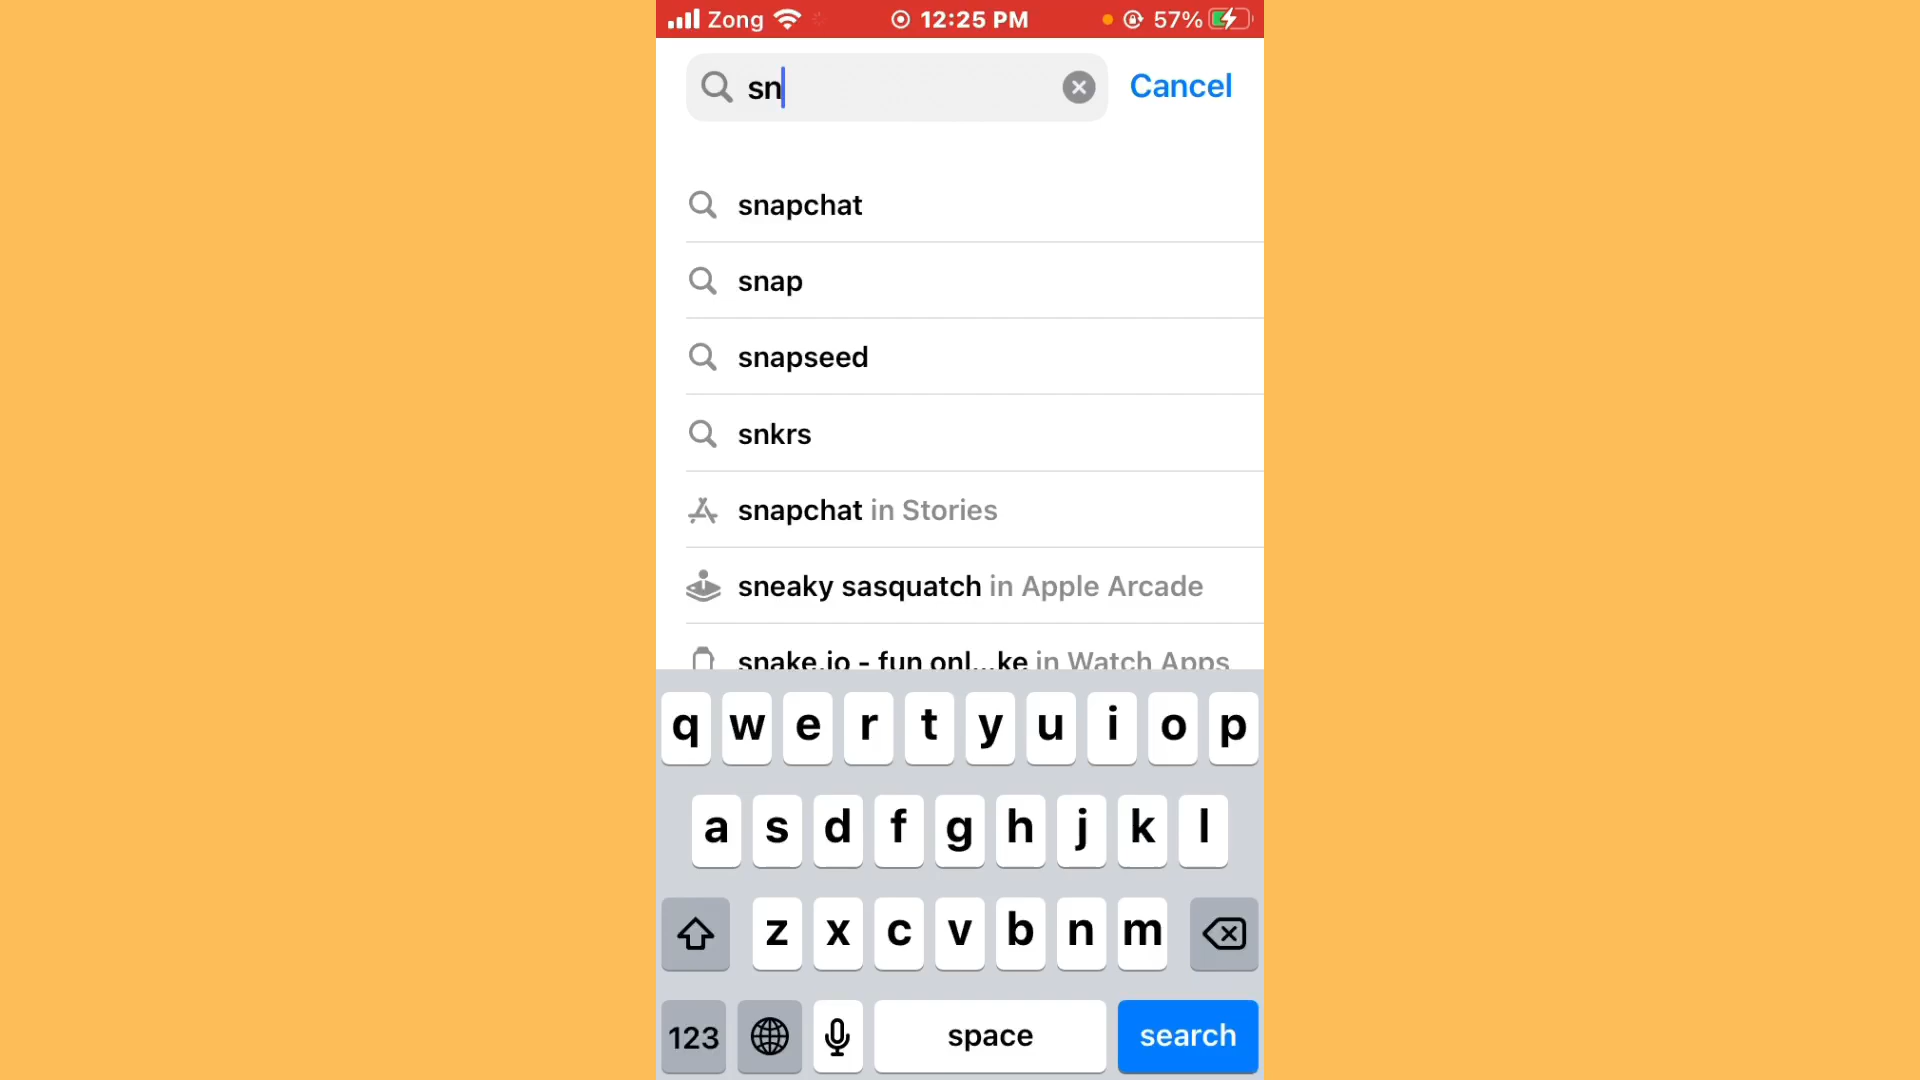 Zong 12:25 PM 57%
sn Cancel
snapchat
snap
snapseed
snkrs
snapchat in Stories
sneaky sasquatch in Apple Arcade
snake.io - fun onl...ke in Watch Apps
q w e r t y u i o p
a s d f g h j k l
z x c v b n m
123 space search